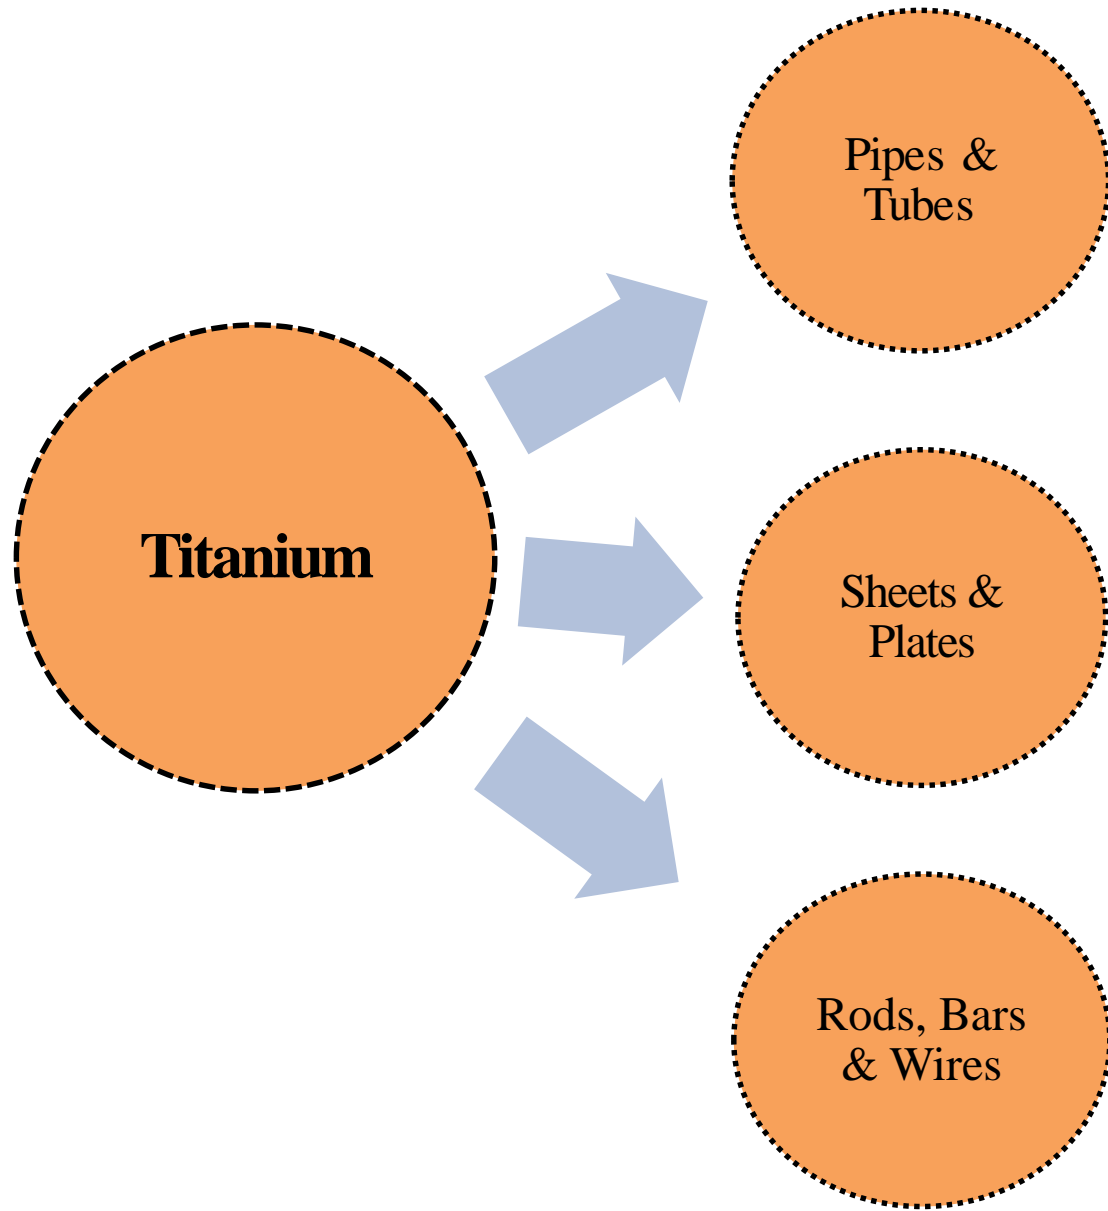 Pipes &
Tubes
Titanium
Sheets &
Plates
Rods, Bars
& Wires